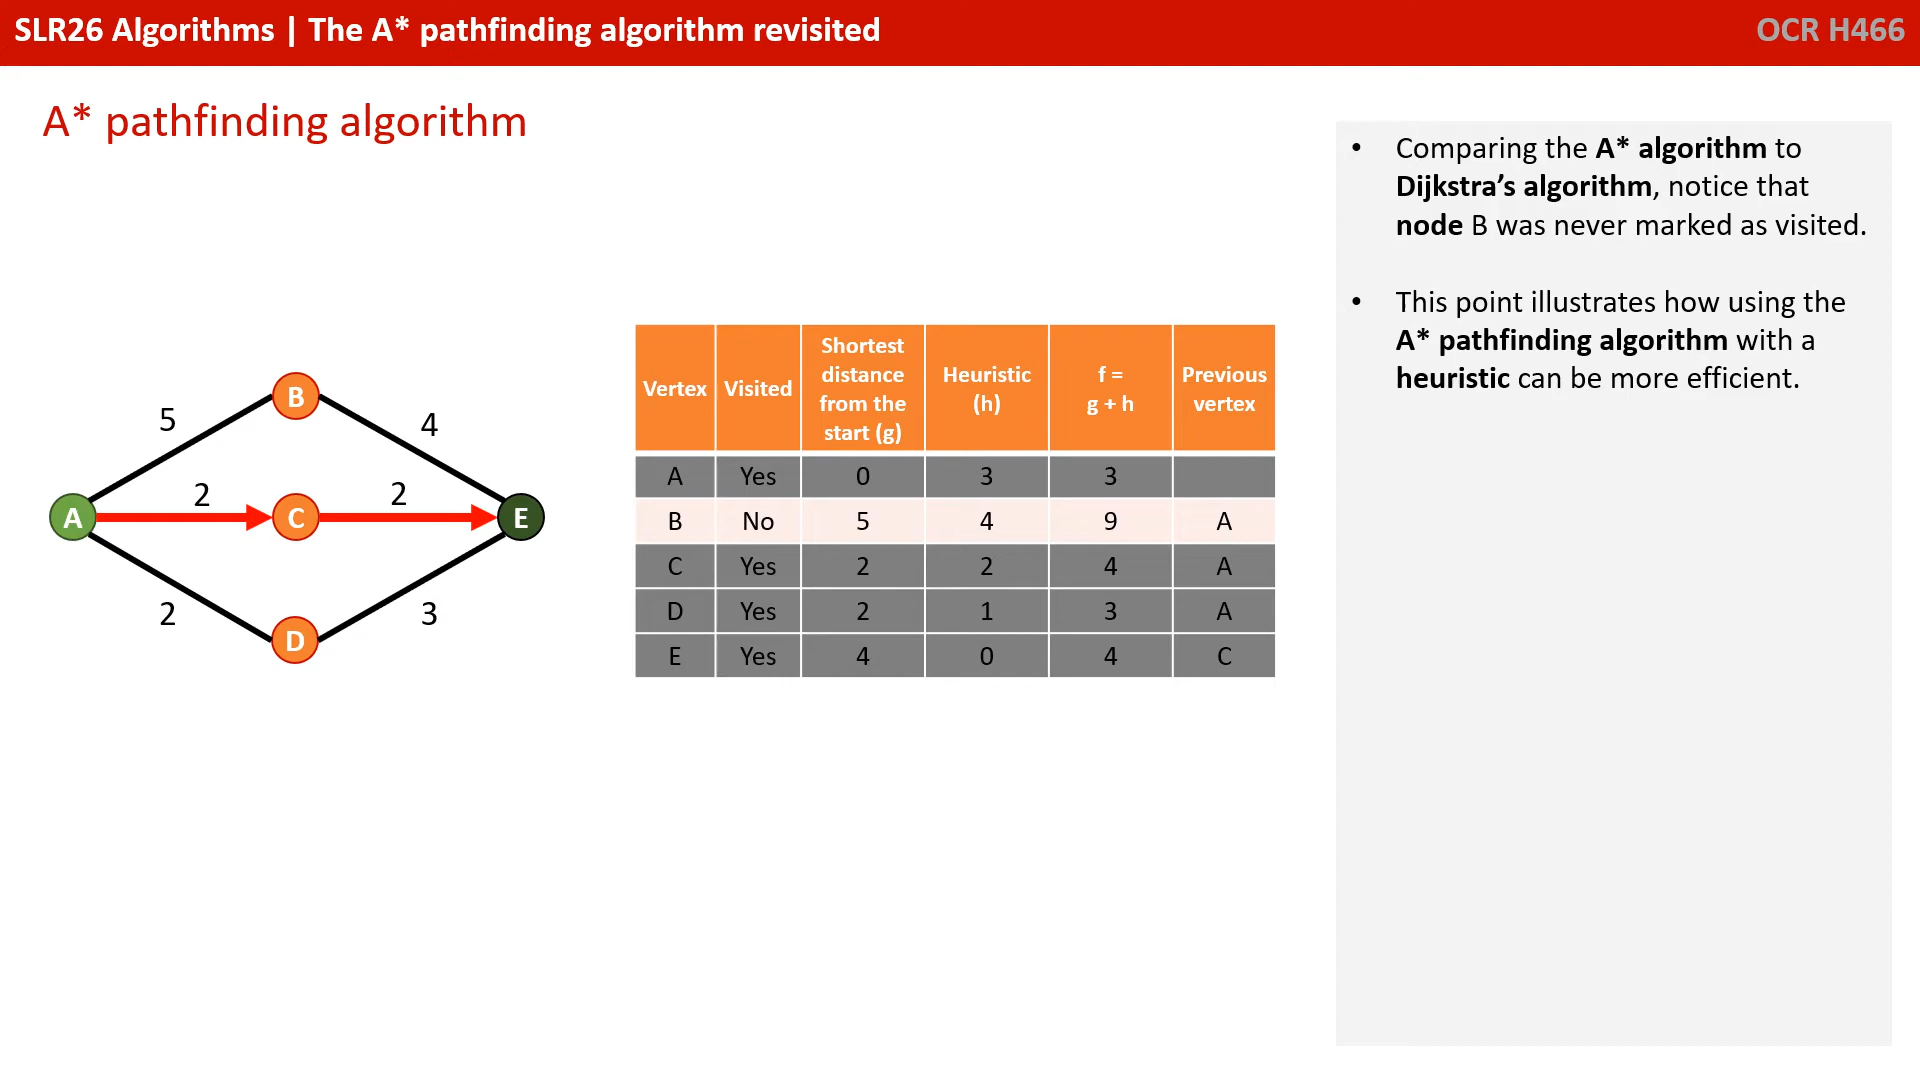 SLR26 Algorithms | The A* pathfinding algorithm revisited
OCR H466
A* pathfinding algorithm
B
5
4
A
2
C
2
E
2
3
D
Vertex
Visited
Shortest
distance
from the
start (g)
Heuristic
(h)
f =
g + h
Previous
vertex
A Yes 0 3 3
B No 5 4 9 A
C Yes 2 2 4 A
D Yes 2 1 3 A
E Yes 4 0 4 C
• Comparing the A* algorithm to
Dijkstra’s algorithm, notice that
node B was never marked as visited.
• This point illustrates how using the
A* pathfinding algorithm with a
heuristic can be more efficient.